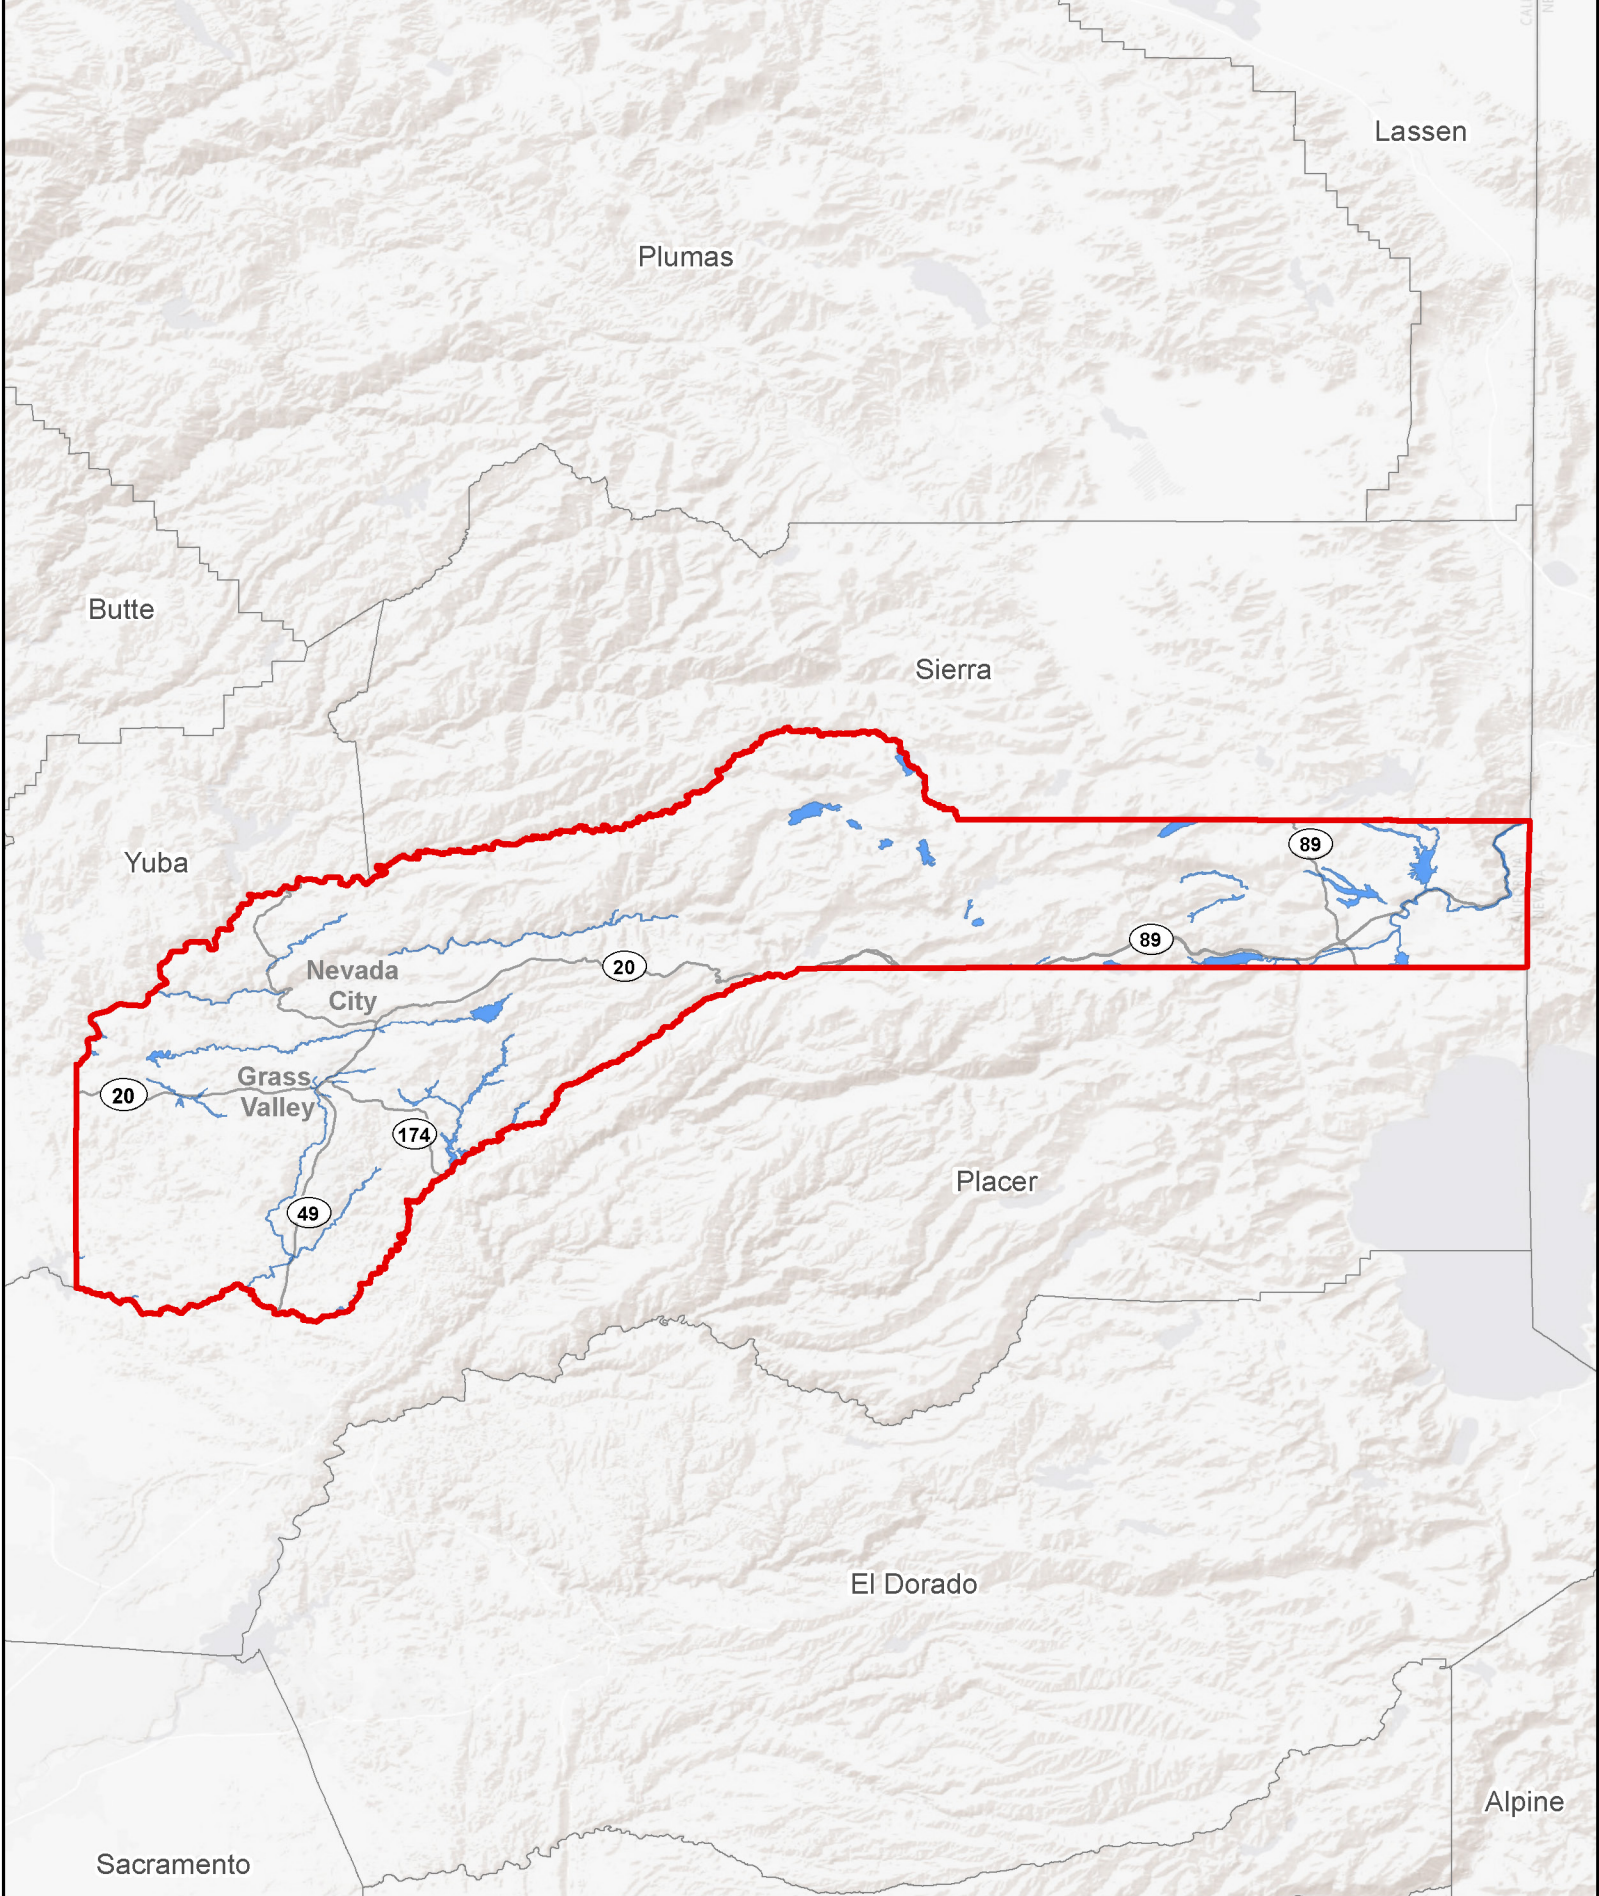 Lassen
Plumas
Butte
Sierra
89
Yuba
89
20
Nevada
City
Grass
Valley
20
174
Placer
49
El Dorado
Alpine
Sacramento